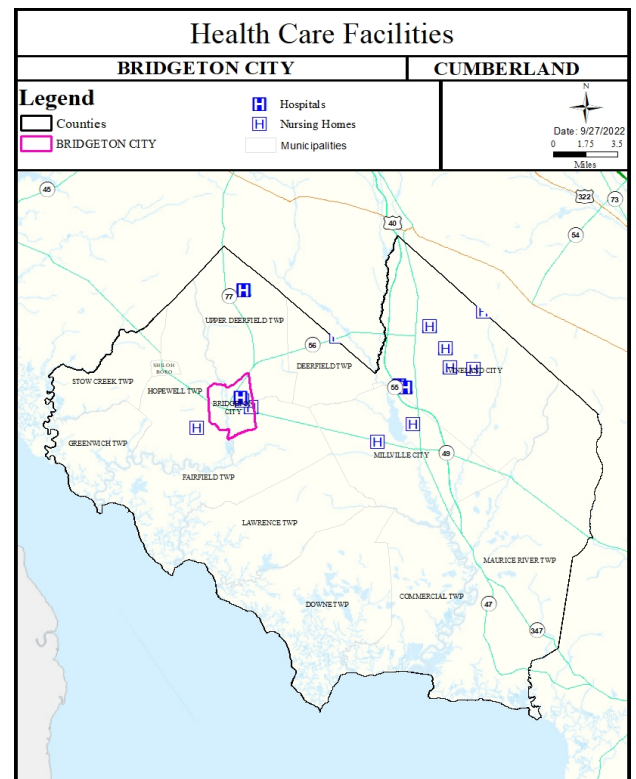 Health Care Facilities
BRIDGETON CITY
CUMBERLAND
Legend
Counties
BRIDGETON CITY
H Hospitals
H Nursing Homes
Municipalities
N
Date: 9/27/2022
0 1.75 3.5
Miles
45
40
322
73
54
77
H
UPPER DEERFIELD TWP
56
DEERFIELD TWP
SHILOH
BORO
STOW CREEK TWP
HOPEWELL TWP
H
H
H
H
VINELAND CITY
55
H
H
BRIDGETON
CITY
H
H
H
H
MILLVILLE CITY
49
GREENWICH TWP
FAIRFIELD TWP
LAWRENCE TWP
MAURICE RIVER TWP
DOWNE TWP
COMMERCIAL TWP
47
347